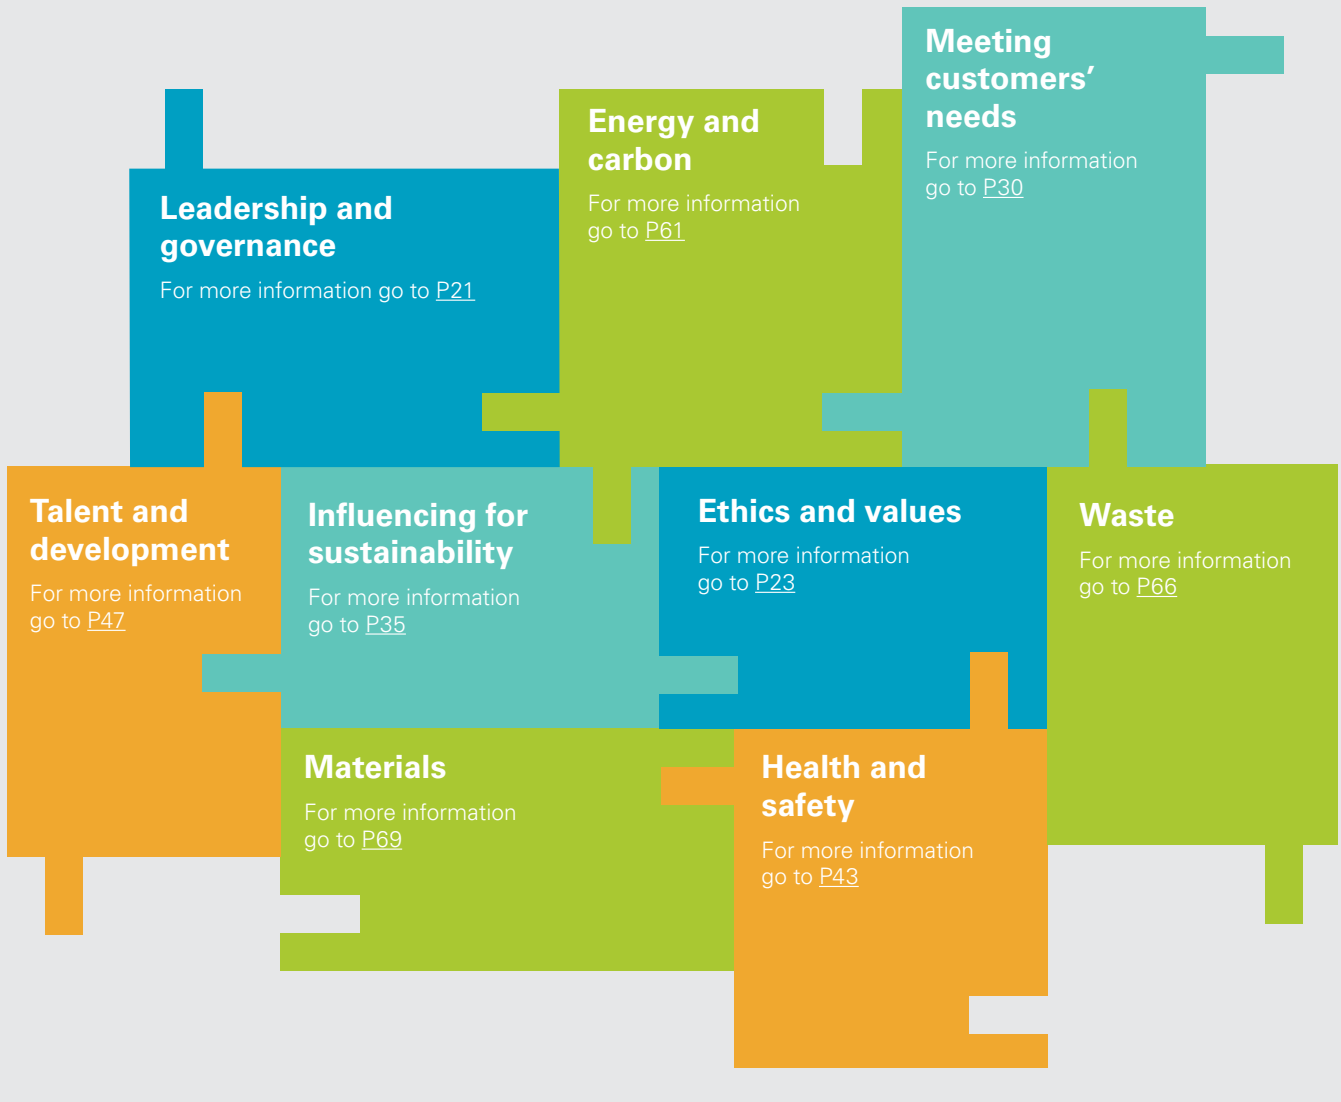 Meeting
customers’
needs
For more information
go to P30
Energy and
carbon
For more information
go to P61
Leadership and
governance
For more information go to P21
Talent and
development
For more information
go to P47
Influencing for
sustainability
For more information
go to P35
Ethics and values
For more information
go to P23
Waste
For more information
go to P66
Materials
For more information
go to P69
Health and
safety
For more information
go to P43